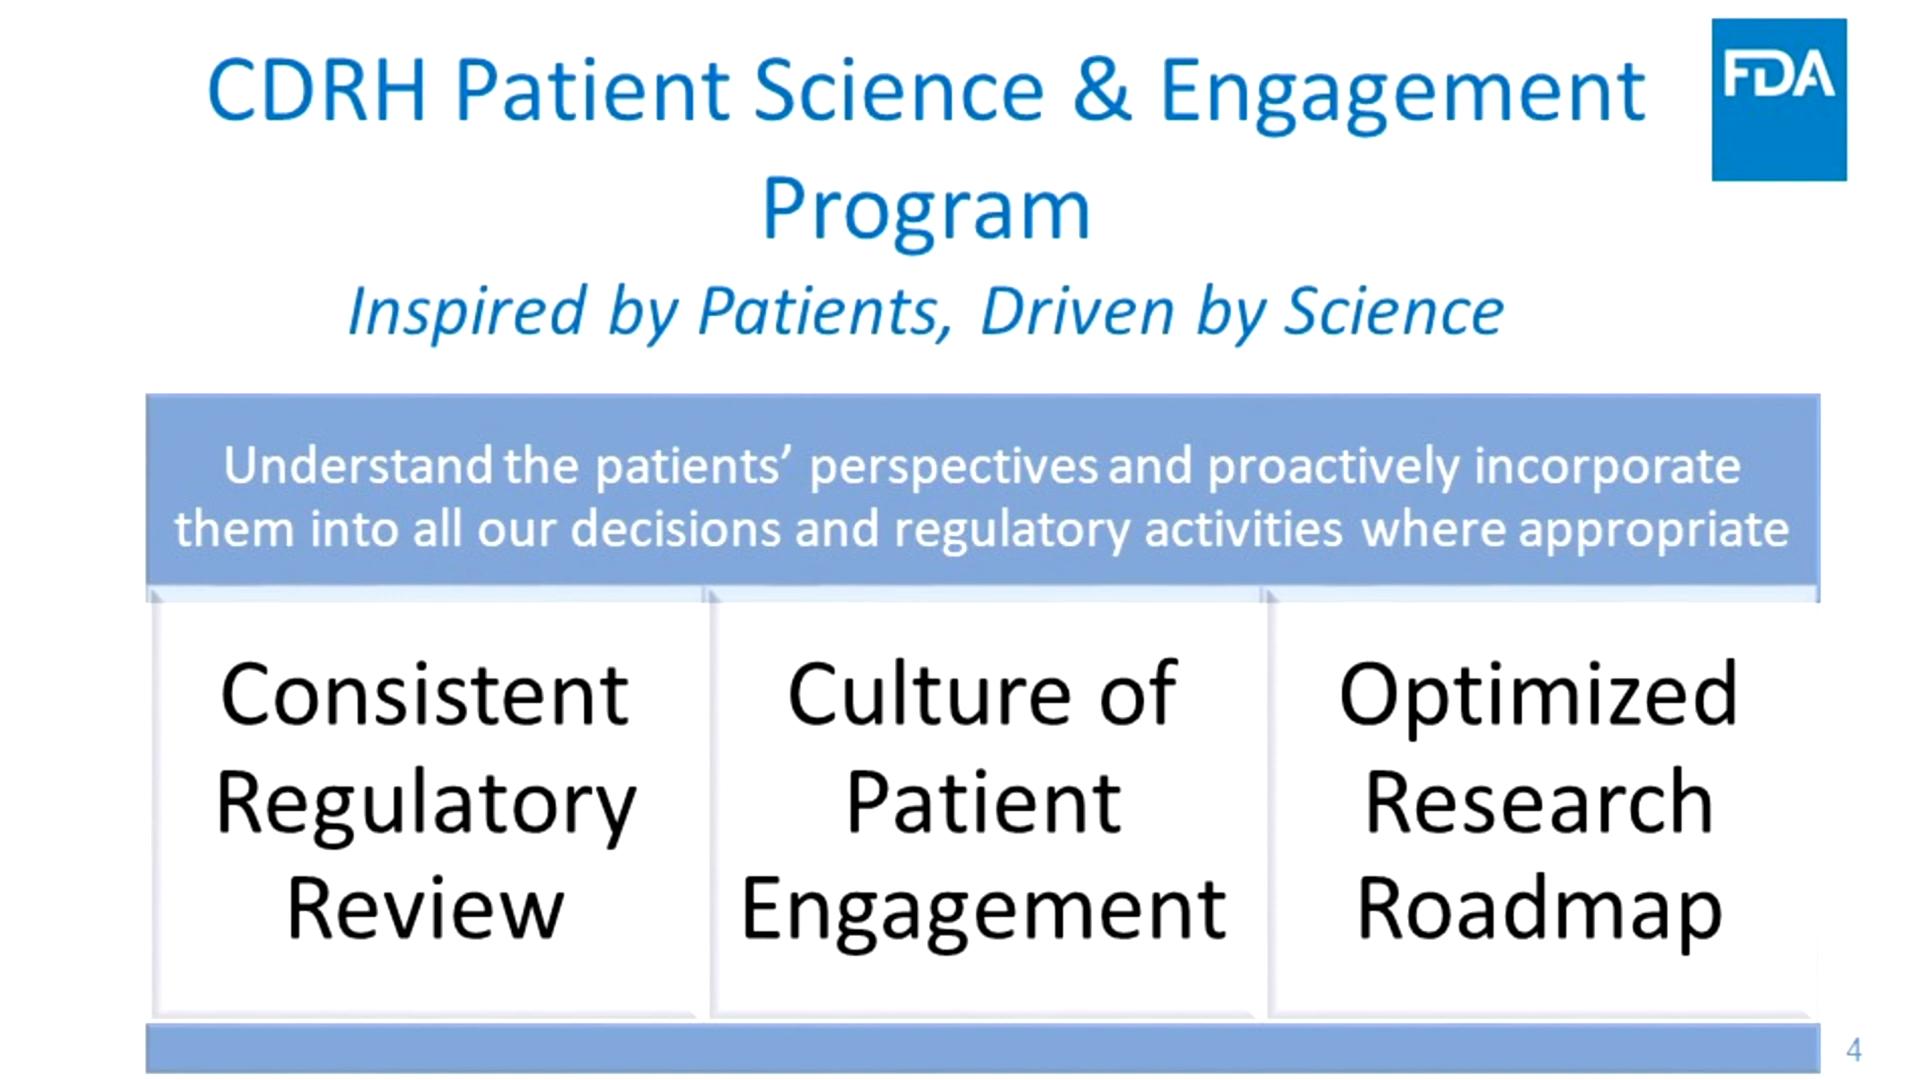 CDRH Patient Science & Engagement
Program
Inspired by Patients, Driven by Science
FDA
Understand the patients’ perspectives and proactively incorporate
them into all our decisions and regulatory activities where appropriate
Consistent
Regulatory
Review
Culture of
Patient
Engagement
Optimized
Research
Roadmap
4